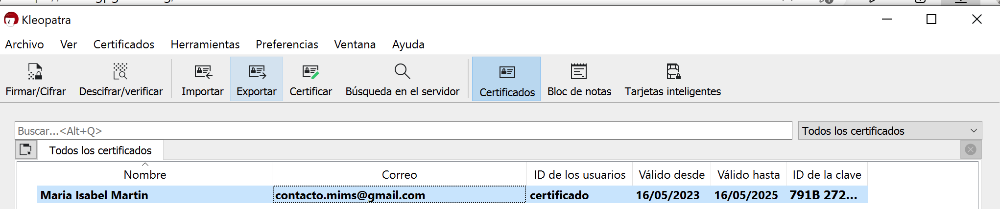 Kleopatra
Archivo Ver Certificados Herramientas Preferencias Ventana Ayuda
Firmar/Cifrar Descifrar/verificar Importar Exportar Certificar Búsqueda en el servidor Certificados Bloc de notas Tarjetas inteligentes
Buscar...<Alt+Q> Todos los certificados
Todos los certificados
Nombre Correo ID de los usuarios Válido desde Válido hasta ID de la clave
Maria Isabel Martin contacto.mims@gmail.com certificado 16/05/2023 16/05/2025 791B 272...